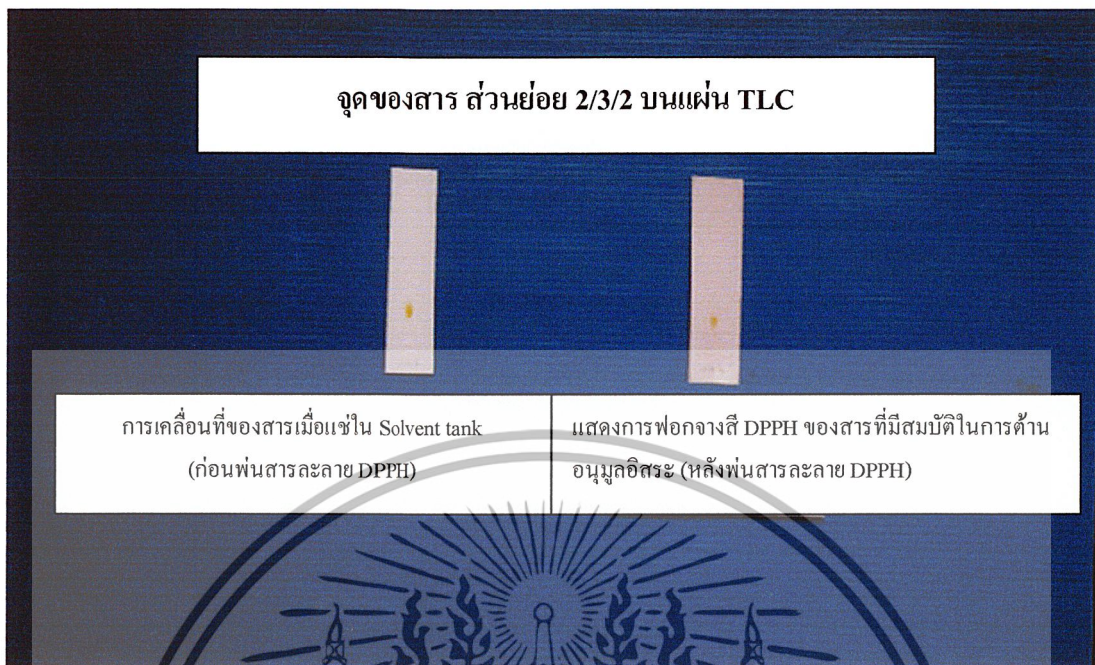 จุดของสาร ส่วนย่อย 2/3/2 บนแผ่น TLC
การเคลื่อนที่ของสารเมื่อแช่ใน Solvent tank
(ก่อนพ่นสารละลาย DPPH)
แสดงการฟอกจางสี DPPH ของสารที่มีสมบัติในการต้าน
อนุมูลอิสระ (หลังพ่นสารละลาย DPPH)